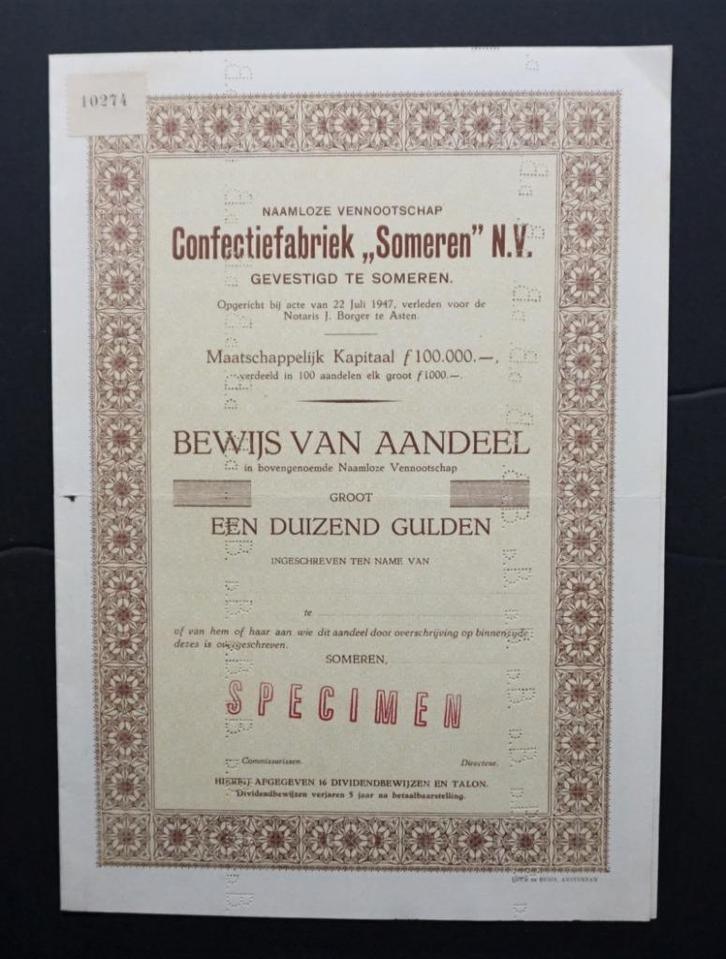 10274
NAAMLOZE VENNOOTSCHAP
Confectiefabriek „Someren” N.V.
GEVESTIGD TE SOMEREN.
Opgericht bij acte van 22 Juli 1947, verleden voor de
Notaris J. Borger te Asten.
Maatschappelijk Kapitaal ƒ 100.000.—,
verdeeld in 100 aandelen elk groot ƒ 1000.—.
BEWIJS VAN AANDEEL
in bovengenoemde Naamloze Vennootschap
GROOT
EEN DUIZEND GULDEN
INGESCHREVEN TEN NAME VAN
te
of van hem of haar aan wie dit aandeel door overschrijving op binnenzijde
dezes is overgeschreven.
SOMEREN,
SPECIMEN
Commissarissen. Directeur.
HIERBIJ AFGEGEVEN 16 DIVIDENDBEWIJZEN EN TALON.
Dividendbewijzen verjaren 5 jaar na betaalbaarstelling.
AMSTERDAM